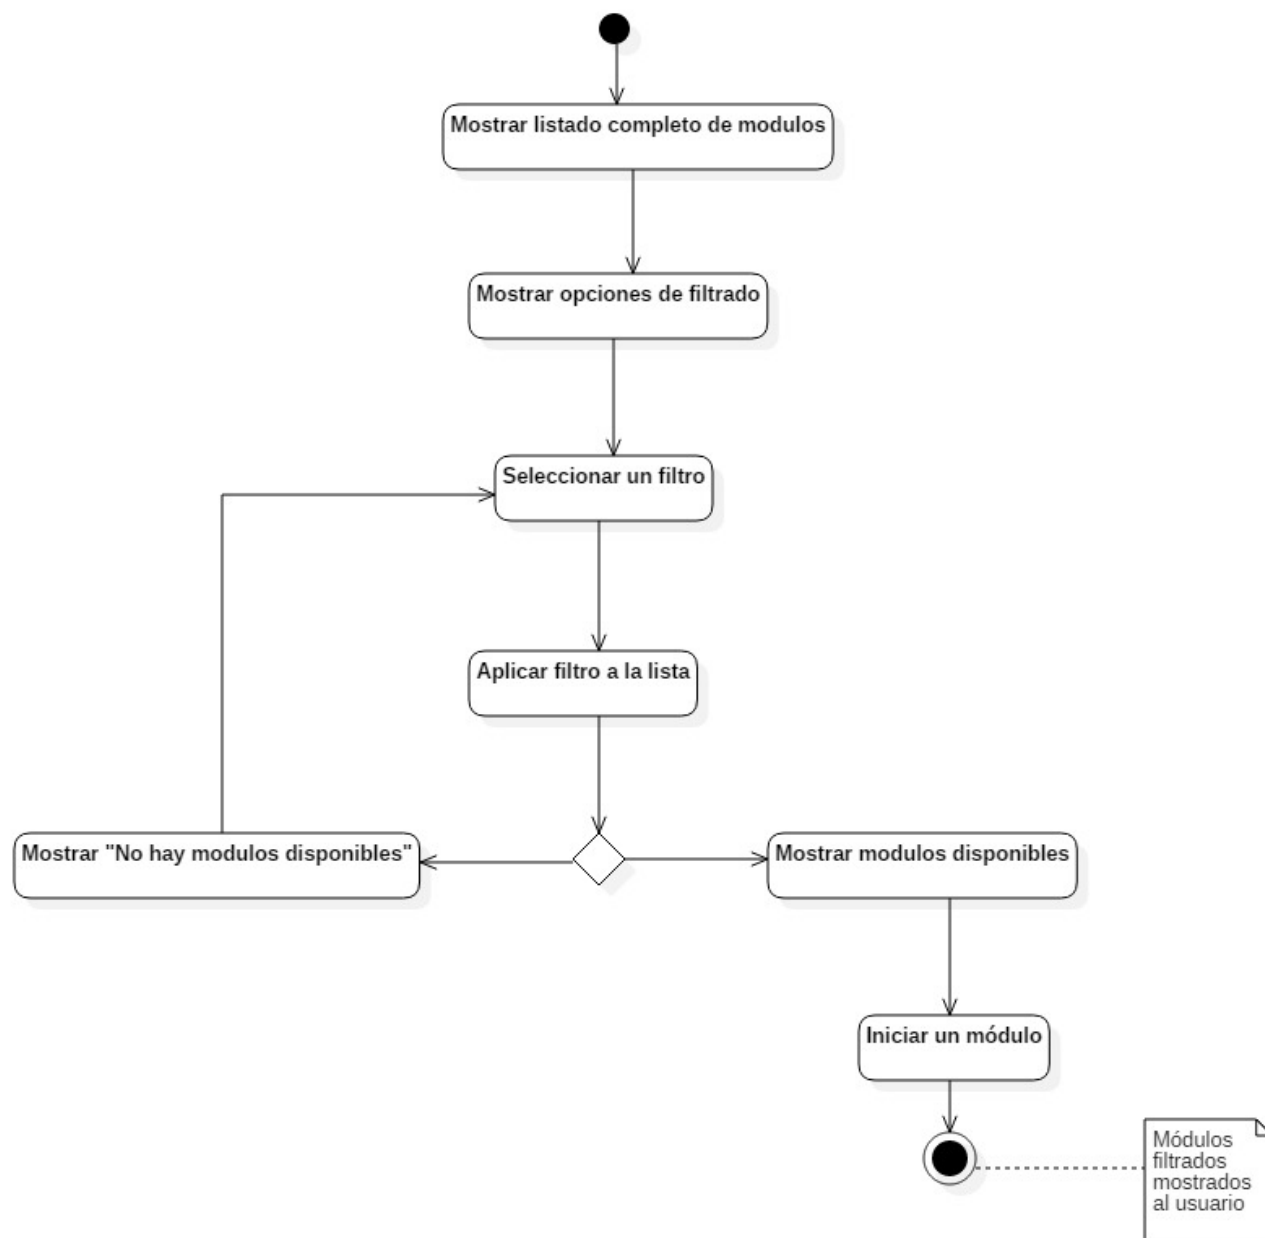 Mostrar listado completo de modulos
Mostrar opciones de filtrado
Seleccionar un filtro
Aplicar filtro a la lista
Mostrar "No hay modulos disponibles"
Mostrar modulos disponibles
Iniciar un módulo
Módulos
filtrados
mostrados
al usuario